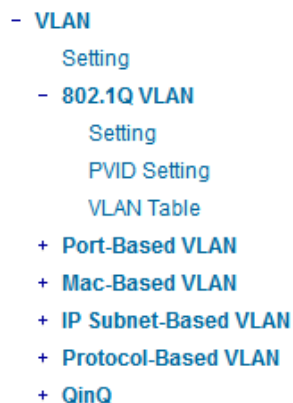 - VLAN
Setting
- 802.1Q VLAN
Setting
PVID Setting
VLAN Table
+ Port-Based VLAN
+ Mac-Based VLAN
+ IP Subnet-Based VLAN
+ Protocol-Based VLAN
+ QinQ